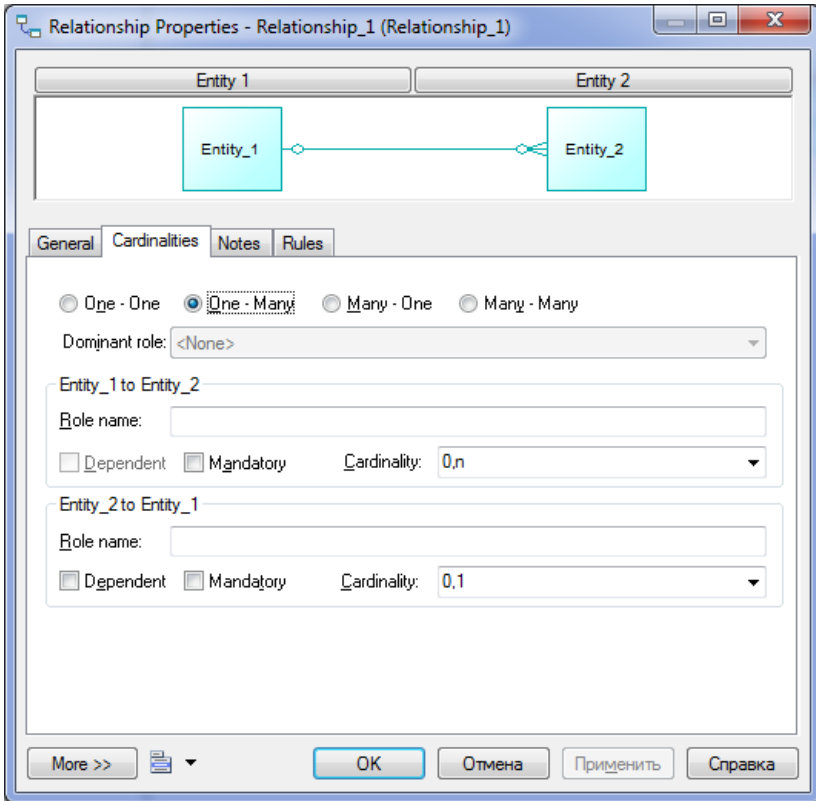 Relationship Properties - Relationship_1 (Relationship_1)
Entity 1 Entity 2
Entity_1 Entity_2
General Cardinalities Notes Rules
One - One One - Many Many - One Many - Many
Dominant role: <None>
Entity_1 to Entity_2
Role name:
Dependent Mandatory Cardinality: 0,n
Entity_2 to Entity_1
Role name:
Dependent Mandatory Cardinality: 0,1
More >> OK Отмена Применить Справка